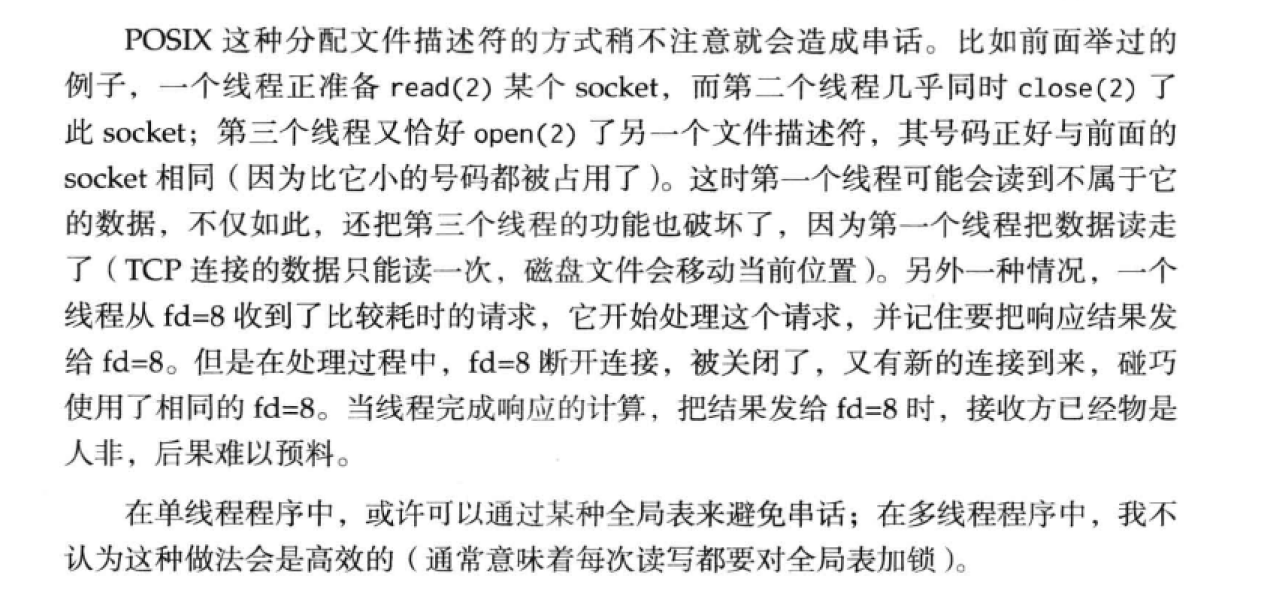 POSIX 这种分配文件描述符的方式稍不注意就会造成串话。比如前面举过的
例子，一个线程正准备 read(2) 某个 socket，而第二个线程几乎同时 close(2) 了
此 socket；第三个线程又恰好 open(2) 了另一个文件描述符，其号码正好与前面的
socket 相同（因为比它小的号码都被占用了）。这时第一个线程可能会读到不属于它
的数据，不仅如此，还把第三个线程的功能也破坏了，因为第一个线程把数据读走
了（TCP 连接的数据只能读一次，磁盘文件会移动当前位置）。另外一种情况，一个
线程从 fd=8 收到了比较耗时的请求，它开始处理这个请求，并记住要把响应结果发
给 fd=8。但是在处理过程中，fd=8 断开连接，被关闭了，又有新的连接到来，碰巧
使用了相同的 fd=8。当线程完成响应的计算，把结果发给 fd=8 时，接收方已经物是
人非，后果难以预料。
在单线程程序中，或许可以通过某种全局表来避免串话；在多线程程序中，我不
认为这种做法会是高效的（通常意味着每次读写都要对全局表加锁）。